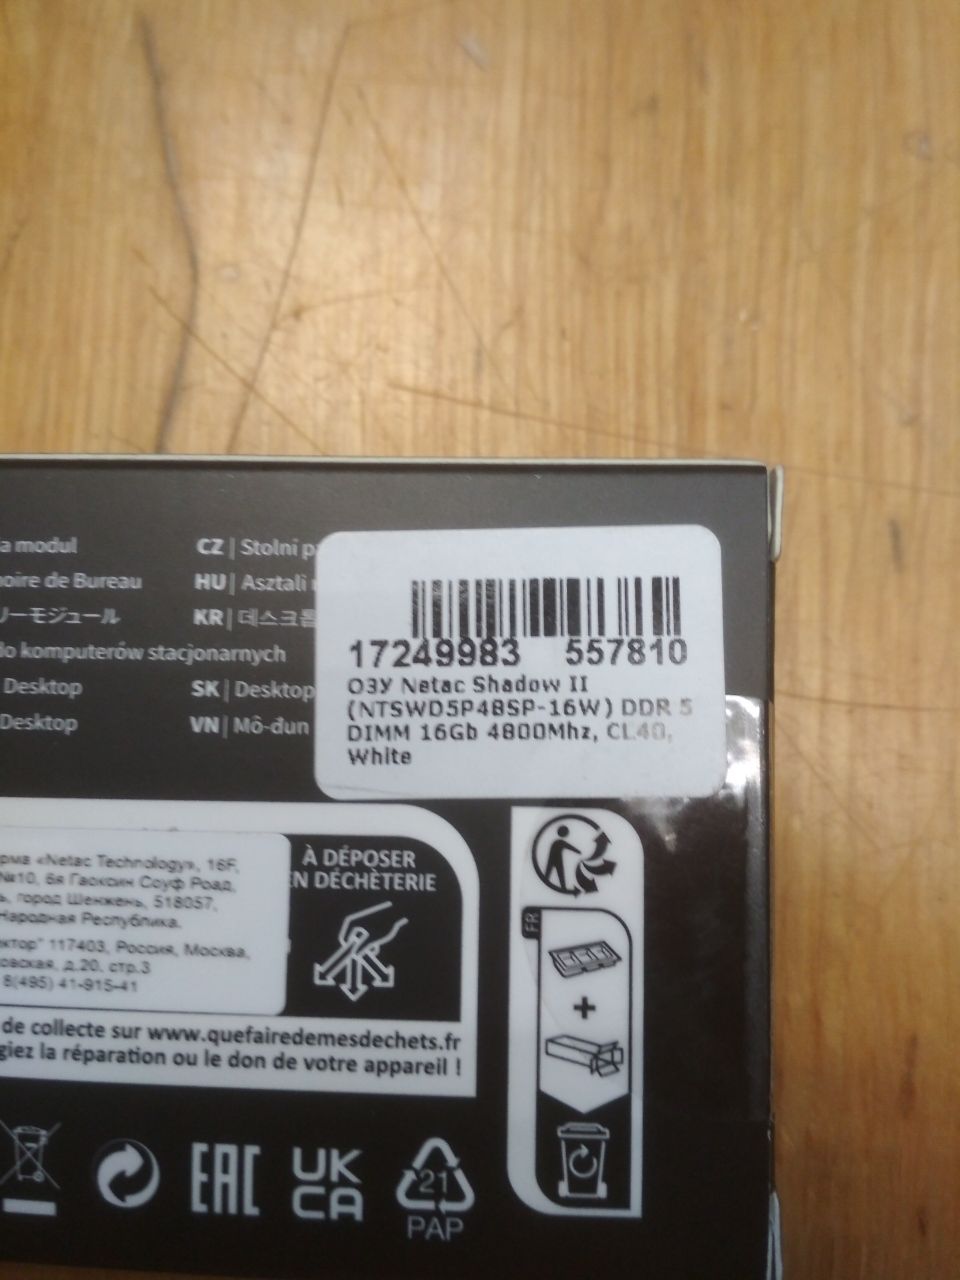 a modul
CZ | Stolní p
oire de Bureau
HU | Asztali
リーモジュール
KR | 데스크톱
do komputerów stacjonarnych
Desktop
SK | Desktop
Desktop
VN | Mô-đun
17249983 557810
ОЗУ Netac Shadow II
(NTSWD5P48SP-16W) DDR 5
DIMM 16Gb 4800Mhz, CL40,
White
рма «Netac Technology», 16F,
№10, 6я Гаоксин Соуф Роад,
ь, город Шенжень, 518057,
Народная Республика.
ектор" 117403, Россия, Москва,
овская, д.20, стр.3
8(495) 41-915-41
À DÉPOSER
EN DÉCHÈTERIE
FR
+
de collecte sur www.quefairedemesdechets.fr
giez la réparation ou le don de votre appareil !
EAC
UK
CA
21
PAP